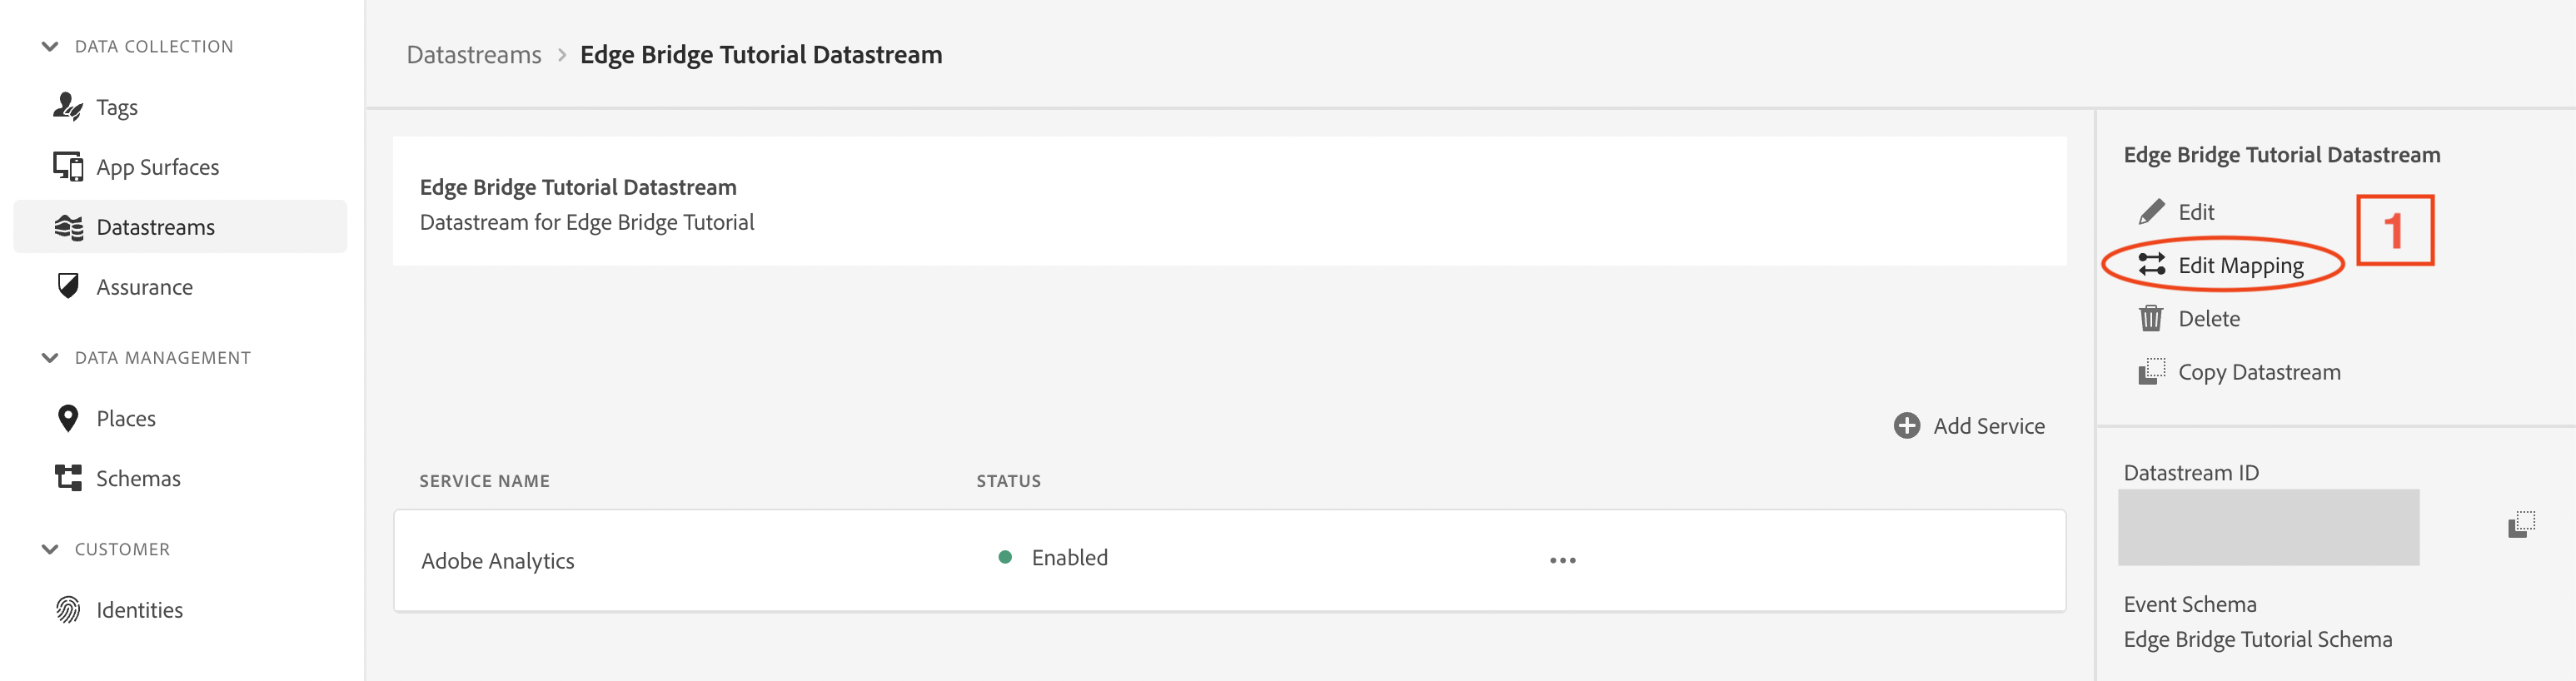 DATA COLLECTION
Tags
App Surfaces
Datastreams
Assurance
DATA MANAGEMENT
Places
Schemas
CUSTOMER
Identities
Datastreams > Edge Bridge Tutorial Datastream
Edge Bridge Tutorial Datastream
Datastream for Edge Bridge Tutorial
Add Service
SERVICE NAME STATUS
Adobe Analytics Enabled
Edge Bridge Tutorial Datastream
Edit
1
Edit Mapping
Delete
Copy Datastream
Datastream ID
Event Schema
Edge Bridge Tutorial Schema